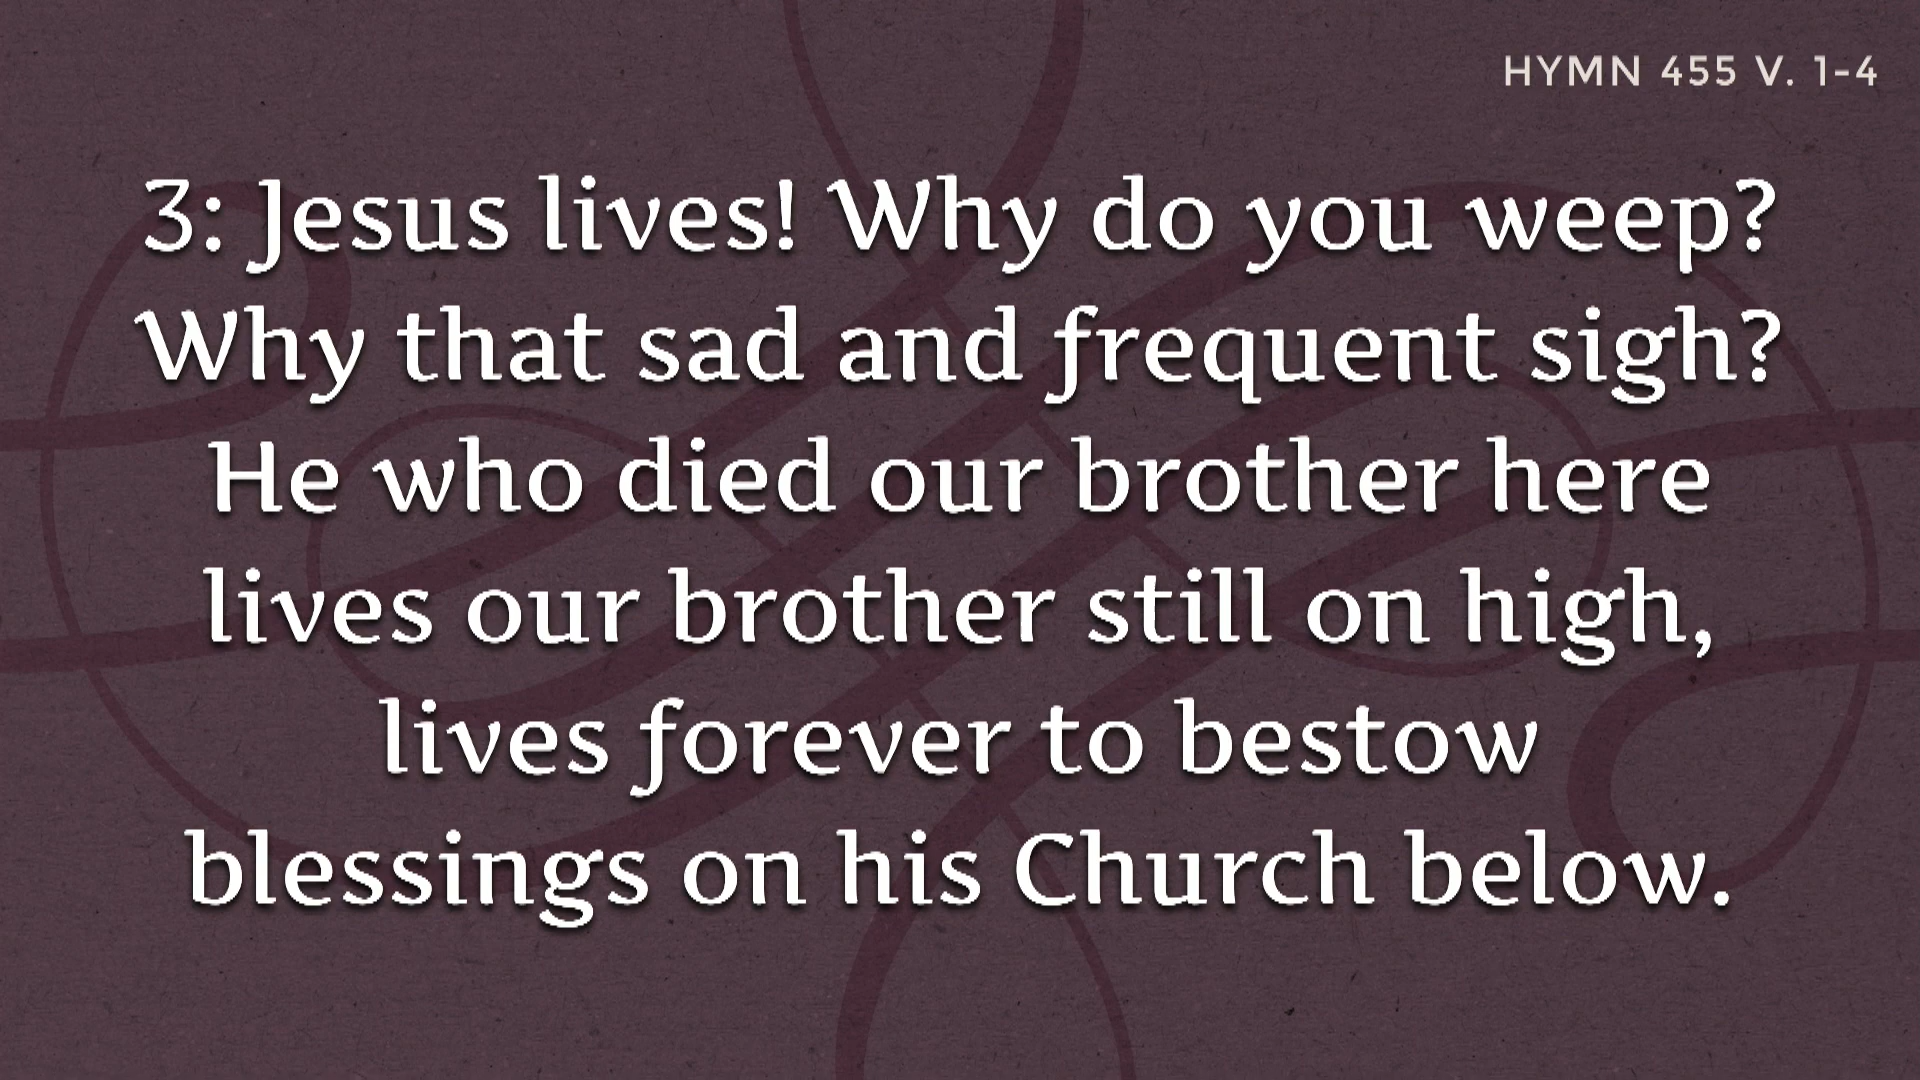 HYMN 455 V. 1-4
3: Jesus lives! Why do you weep?
Why that sad and frequent sigh?
He who died our brother here
lives our brother still on high,
lives forever to bestow
blessings on his Church below.